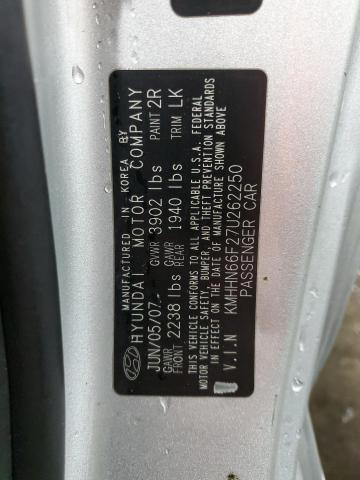 MANUFACTURED IN KOREA BY
HYUNDAI MOTOR COMPANY
JUN/05/07. GVWR 3902 lbs PAINT 2R
GAWR FRONT 2238 lbs GAWR REAR 1940 lbs TRIM LK
THIS VEHICLE CONFORMS TO ALL APPLICABLE U.S.A. FEDERAL
MOTOR VEHICLE SAFETY, BUMPER, AND THEFT PREVENTION STANDARDS
IN EFFECT ON THE DATE OF MANUFACTURE SHOWN ABOVE
V.I.N KMHHN66F27U262250
PASSENGER CAR